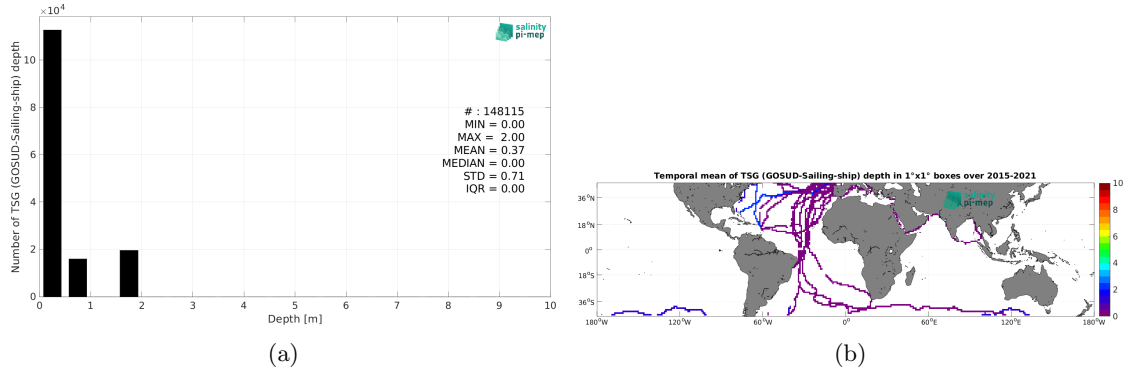 ×10⁴
10
8
6
4
2
0
Number of TSG (GOSUD-Sailing-ship) depth
salinity
pi-mep
# : 148115
MIN = 0.00
MAX = 2.00
MEAN = 0.37
MEDIAN = 0.00
STD = 0.71
IQR = 0.00
0 1 2 3 4 5 6 7 8 9 10
Depth [m]
(a)
Temporal mean of TSG (GOSUD-Sailing-ship) depth in 1°x1° boxes over 2015-2021
salinity
pi-mep
36°N
18°N
0°
18°S
36°S
180°W 120°W 60°W 0° 60°E 120°E 180°W
10
8
6
4
2
0
(b)